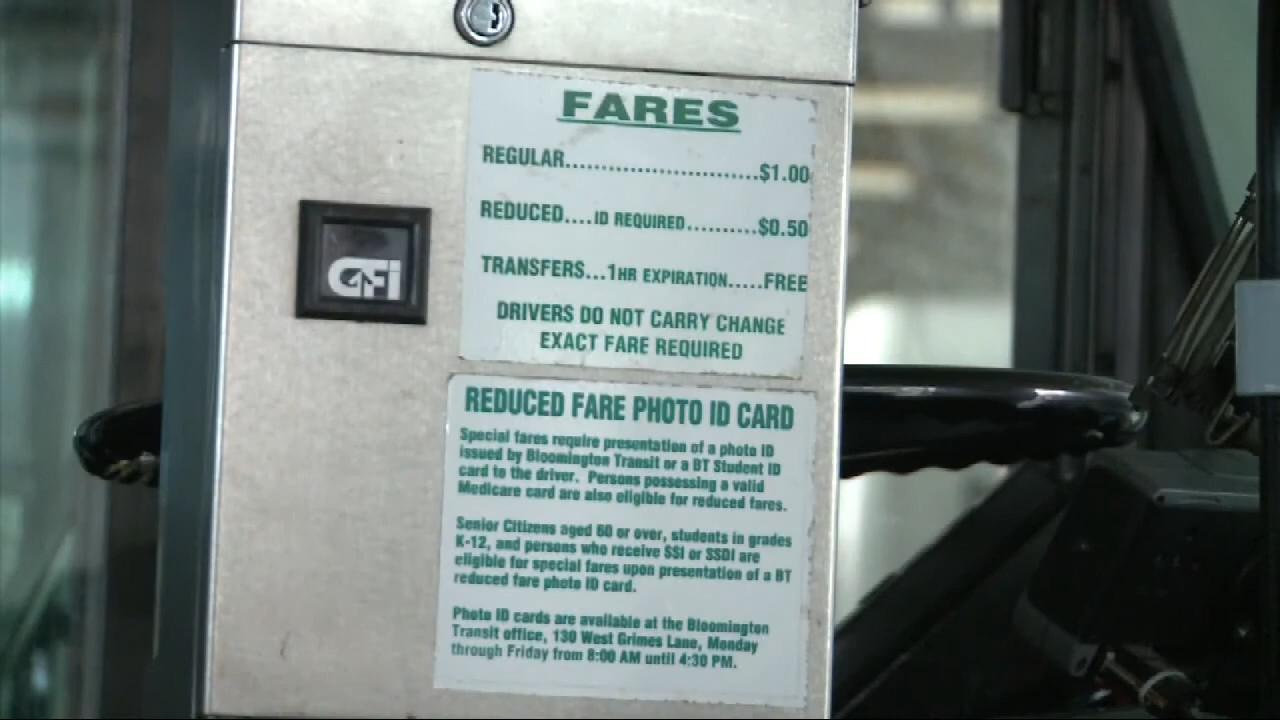 FARES
REGULAR...........................$1.00
REDUCED....ID REQUIRED..........$0.50
TRANSFERS...1HR EXPIRATION.....FREE
DRIVERS DO NOT CARRY CHANGE
EXACT FARE REQUIRED
GFI
REDUCED FARE PHOTO ID CARD
Special fares require presentation of a photo ID
issued by Bloomington Transit or a BT Student ID
card to the driver. Persons possessing a valid
Medicare card are also eligible for reduced fares.
Senior Citizens aged 60 or over, students in grades
K-12, and persons who receive SSI or SSDI are
eligible for special fares upon presentation of a BT
reduced fare photo ID card.
Photo ID cards are available at the Bloomington
Transit office, 130 West Grimes Lane, Monday
through Friday from 8:00 AM until 4:30 PM.